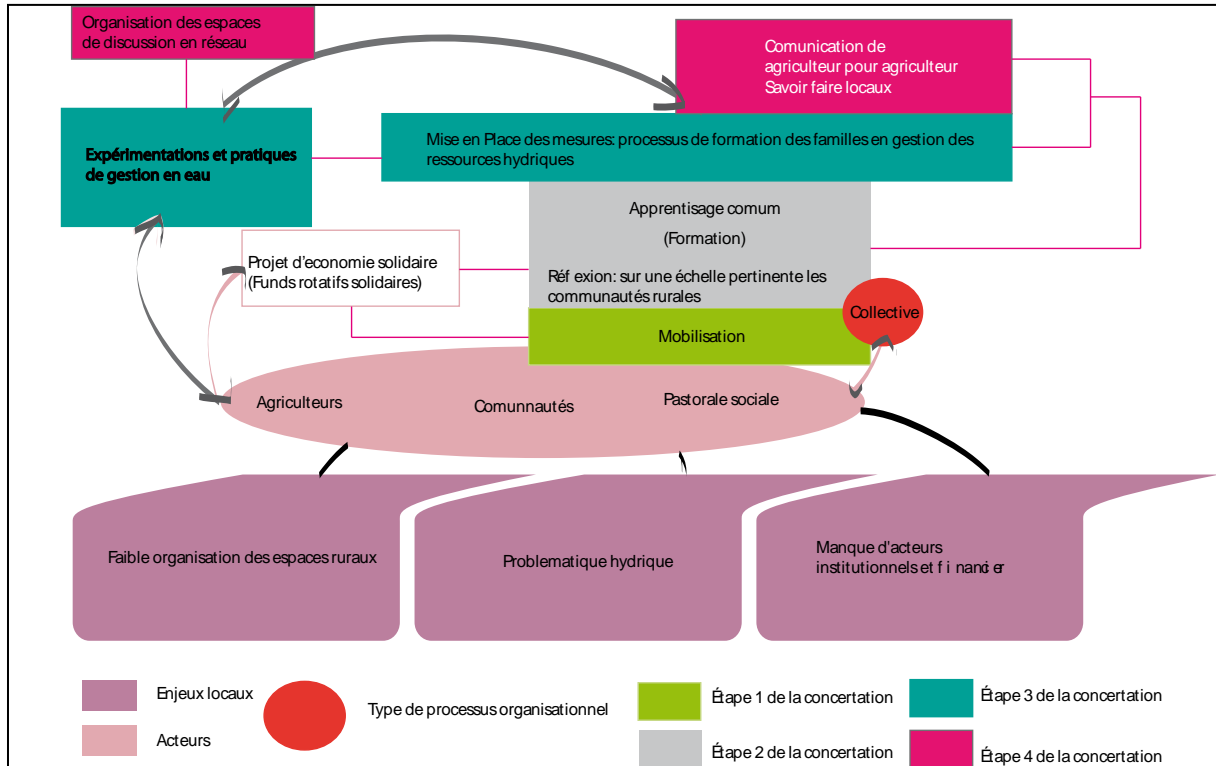 Organisation des espaces
de discussion en réseau
Comunication de
agriculteur pour agriculteur
Savoir faire locaux
Expérimentations et pratiques
de gestion en eau
Mise en Place des mesures: processus de formation des familles en gestion des
ressources hydriques
Apprentisage comum
(Formation)
Projet d'economie solidaire
(Funds rotatifs solidaires)
Réf exion: sur une échelle pertinente les
communautés rurales
Collective
Mobilisation
Agriculteurs
Comunnautés
Pastorale sociale
Faible organisation des espaces ruraux
Problematique hydrique
Manque d'acteurs
institutionnels et f i nancier
Enjeux locaux
Acteurs
Type de processus organisationnel
Étape 1 de la concertation
Étape 2 de la concertation
Étape 3 de la concertation
Étape 4 de la concertation